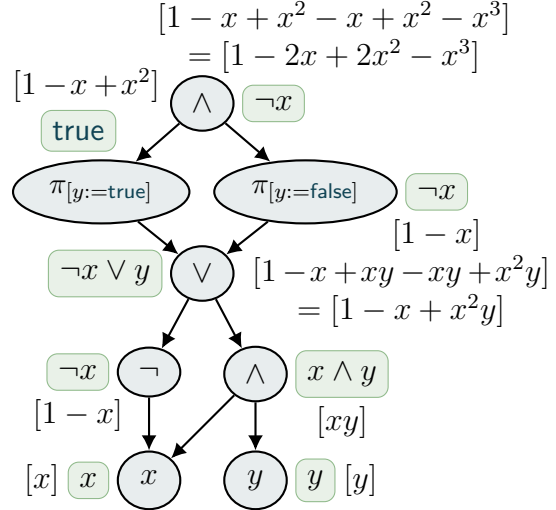 [1 − x + x² − x + x² − x³]
= [1 − 2x + 2x² − x³]
[1 − x + x²]
∧ ¬x
true
π[y:=true] π[y:=false] ¬x
[1 − x]
¬x ∨ y ∨ [1 − x + xy − xy + x²y]
= [1 − x + x²y]
¬x ¬ ∧ x ∧ y
[1 − x] [xy]
[x] x x y y [y]